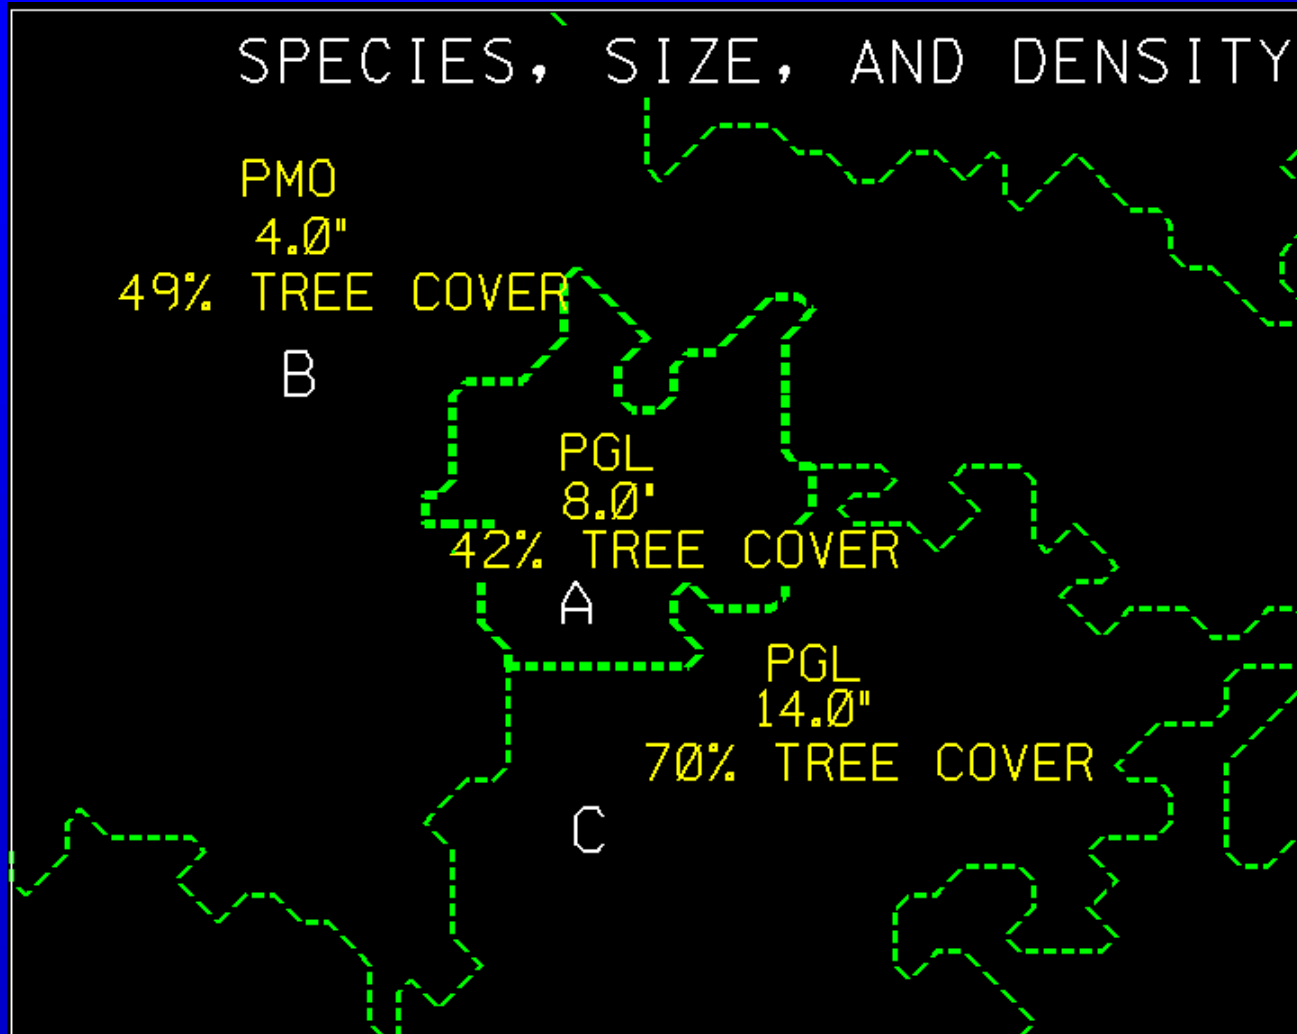 SPECIES, SIZE, AND DENSITY
PMO
4.0"
49% TREE COVER
B
PGL
8.0'
42% TREE COVER
A
PGL
14.0"
70% TREE COVER
C